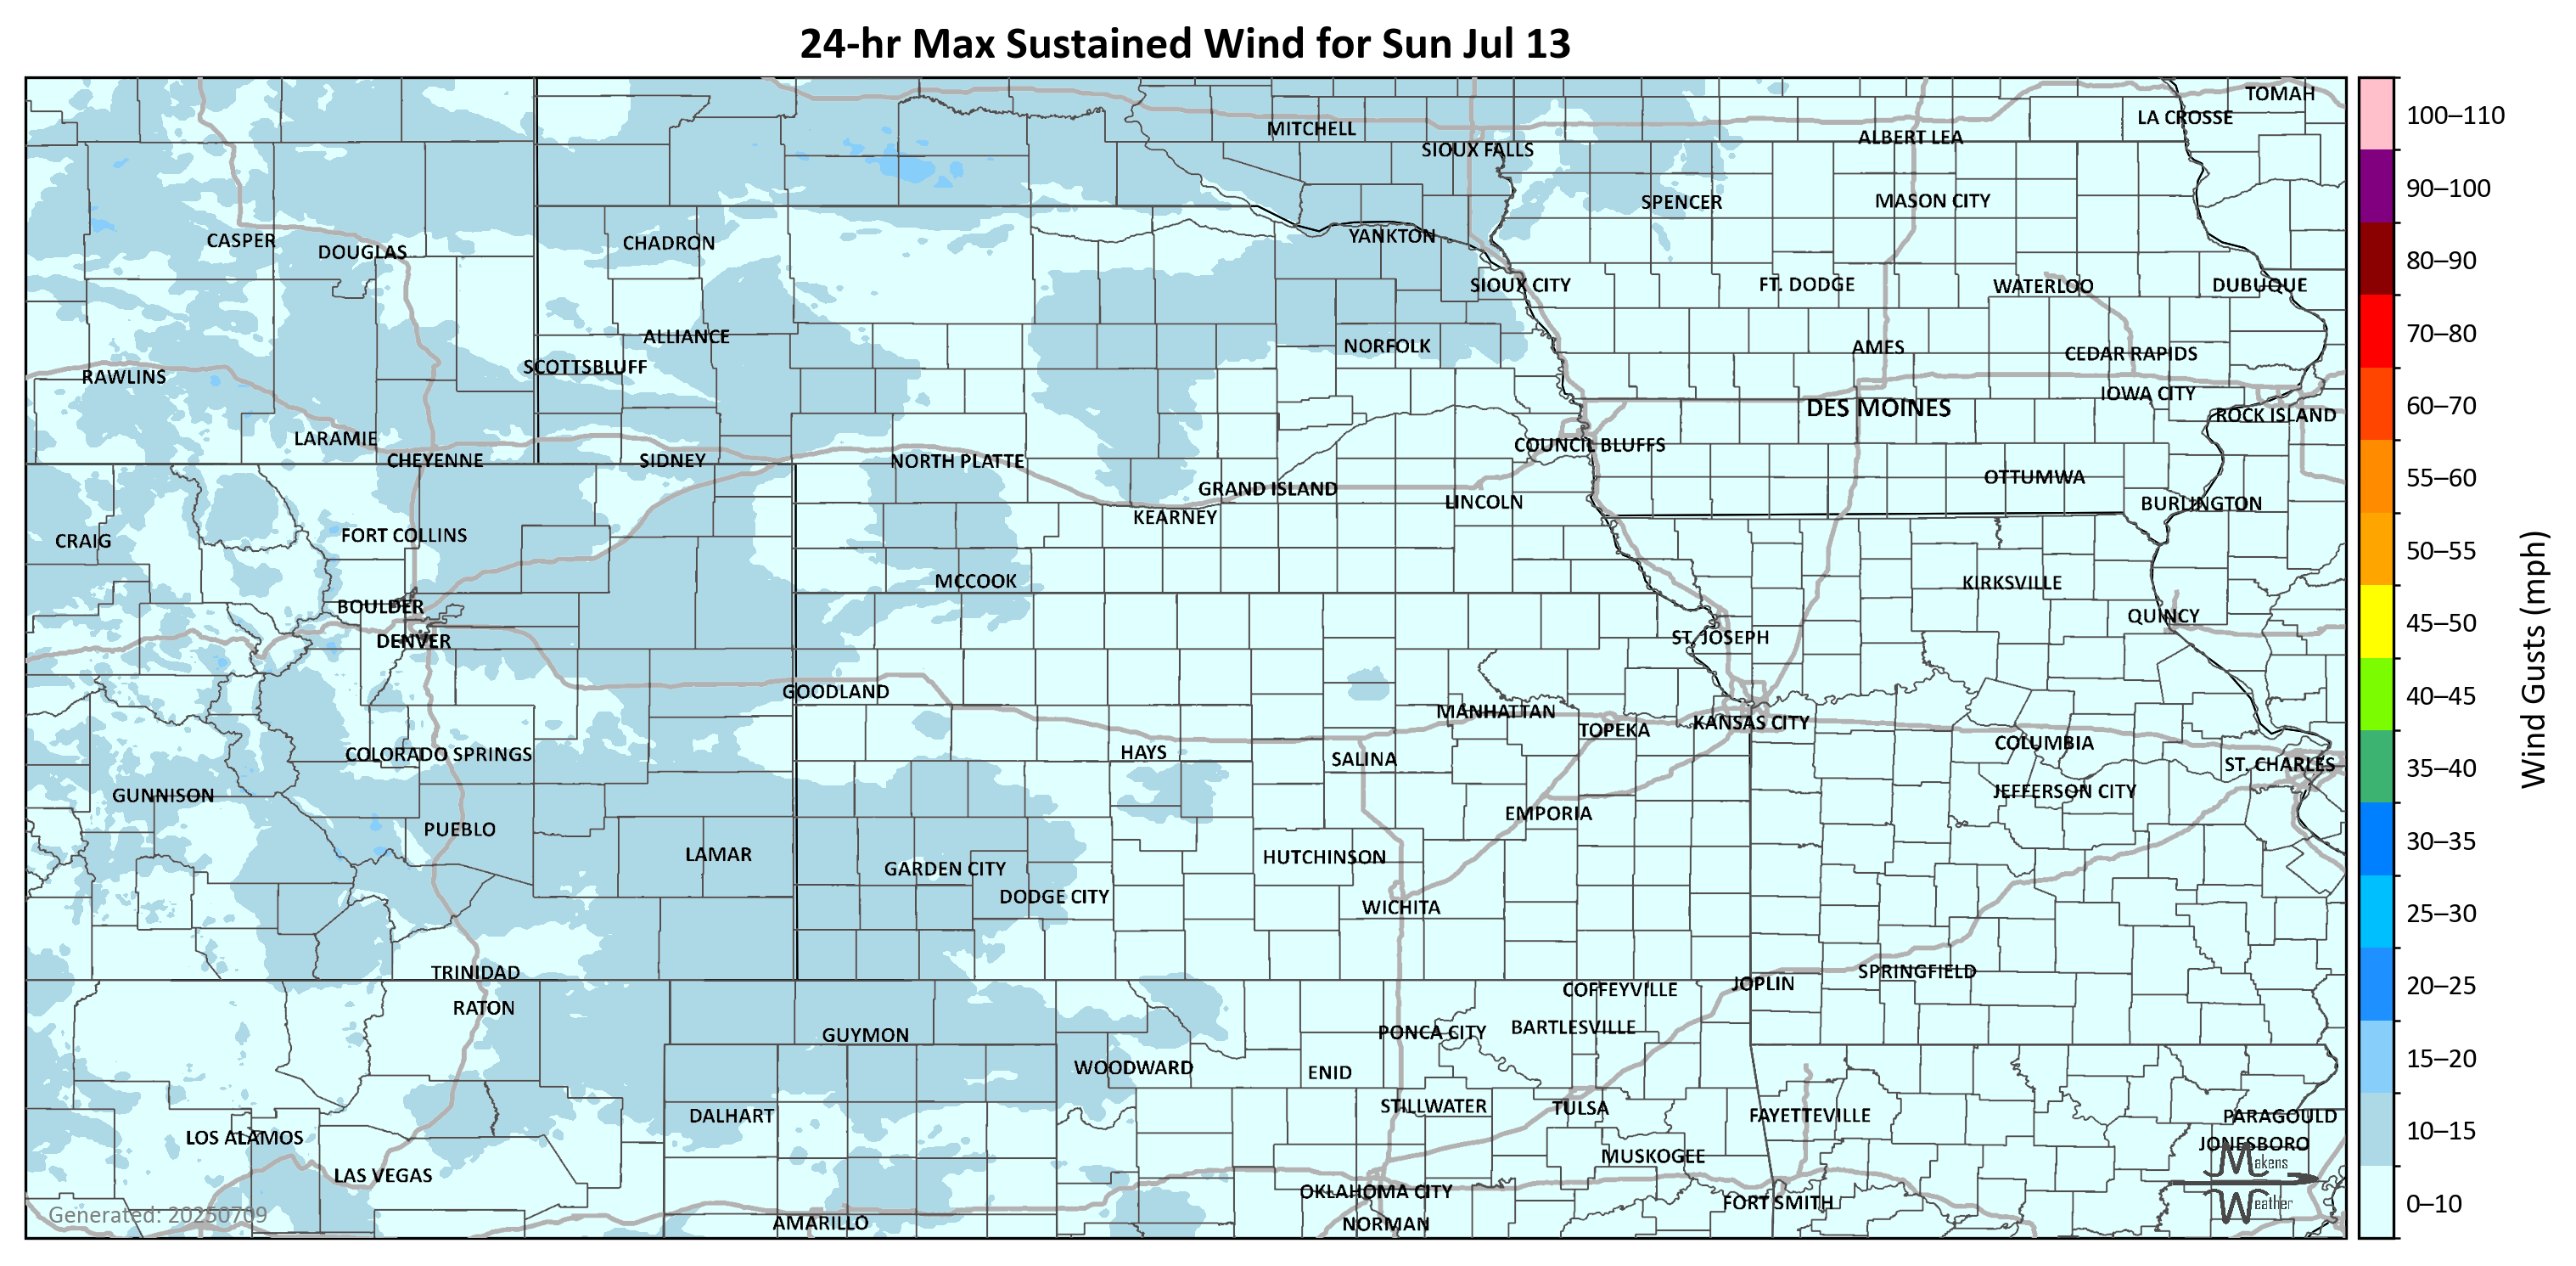 24-hr Max Sustained Wind for Sun Jul 13
TOMAH
LA CROSSE
MITCHELL
ALBERT LEA
SIOUX FALLS
SPENCER
MASON CITY
CASPER
DOUGLAS
CHADRON
YANKTON
SIOUX CITY
FT. DODGE
WATERLOO
DUBUQUE
ALLIANCE
NORFOLK
AMES
CEDAR RAPIDS
SCOTTSBLUFF
RAWLINS
IOWA CITY
DES MOINES
ROCK ISLAND
LARAMIE
COUNCIL BLUFFS
CHEYENNE
SIDNEY
NORTH PLATTE
GRAND ISLAND
LINCOLN
OTTUMWA
BURLINGTON
KEARNEY
CRAIG
FORT COLLINS
MCCOOK
KIRKSVILLE
BOULDER
QUINCY
DENVER
ST. JOSEPH
GOODLAND
MANHATTAN
TOPEKA
KANSAS CITY
COLORADO SPRINGS
HAYS
SALINA
COLUMBIA
ST. CHARLES
GUNNISON
JEFFERSON CITY
PUEBLO
EMPORIA
LAMAR
GARDEN CITY
HUTCHINSON
DODGE CITY
WICHITA
TRINIDAD
SPRINGFIELD
JOPLIN
RATON
COFFEYVILLE
GUYMON
PONCA CITY
BARTLESVILLE
WOODWARD
ENID
DALHART
STILLWATER
TULSA
FAYETTEVILLE
PARAGOULD
LOS ALAMOS
JONESBORO
LAS VEGAS
MUSKOGEE
OKLAHOMA CITY
FORT SMITH
AMARILLO
NORMAN
Generated: 20250709
Makens
Weather
100–110
90–100
80–90
70–80
60–70
55–60
50–55
45–50
40–45
35–40
30–35
25–30
20–25
15–20
10–15
0–10
Wind Gusts (mph)